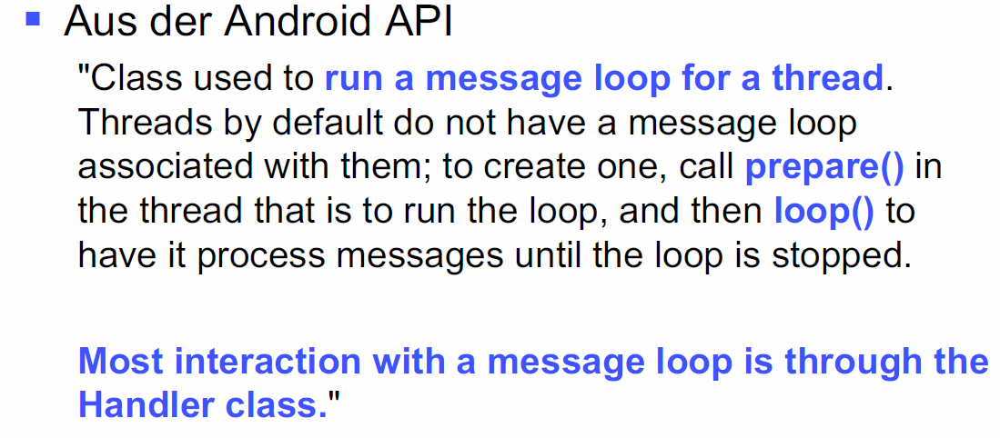 Aus der Android API
"Class used to run a message loop for a thread.
Threads by default do not have a message loop
associated with them; to create one, call prepare() in
the thread that is to run the loop, and then loop() to
have it process messages until the loop is stopped.
Most interaction with a message loop is through the
Handler class."